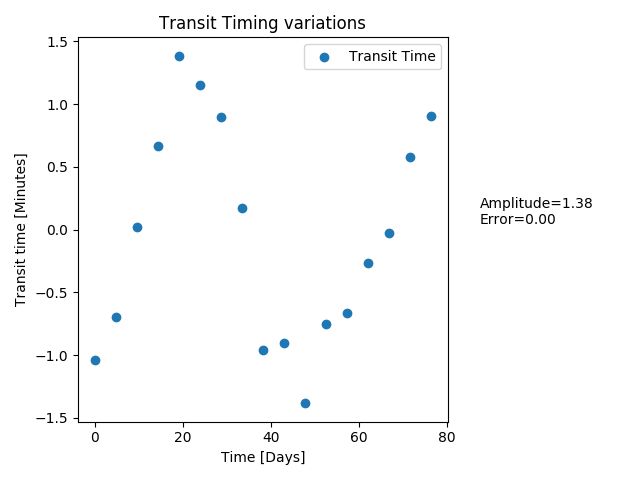 Transit Timing variations
Transit Time
Transit time [Minutes]
1.5
1.0
0.5
0.0
−0.5
−1.0
−1.5
0
20
40
60
80
Time [Days]
Amplitude=1.38
Error=0.00